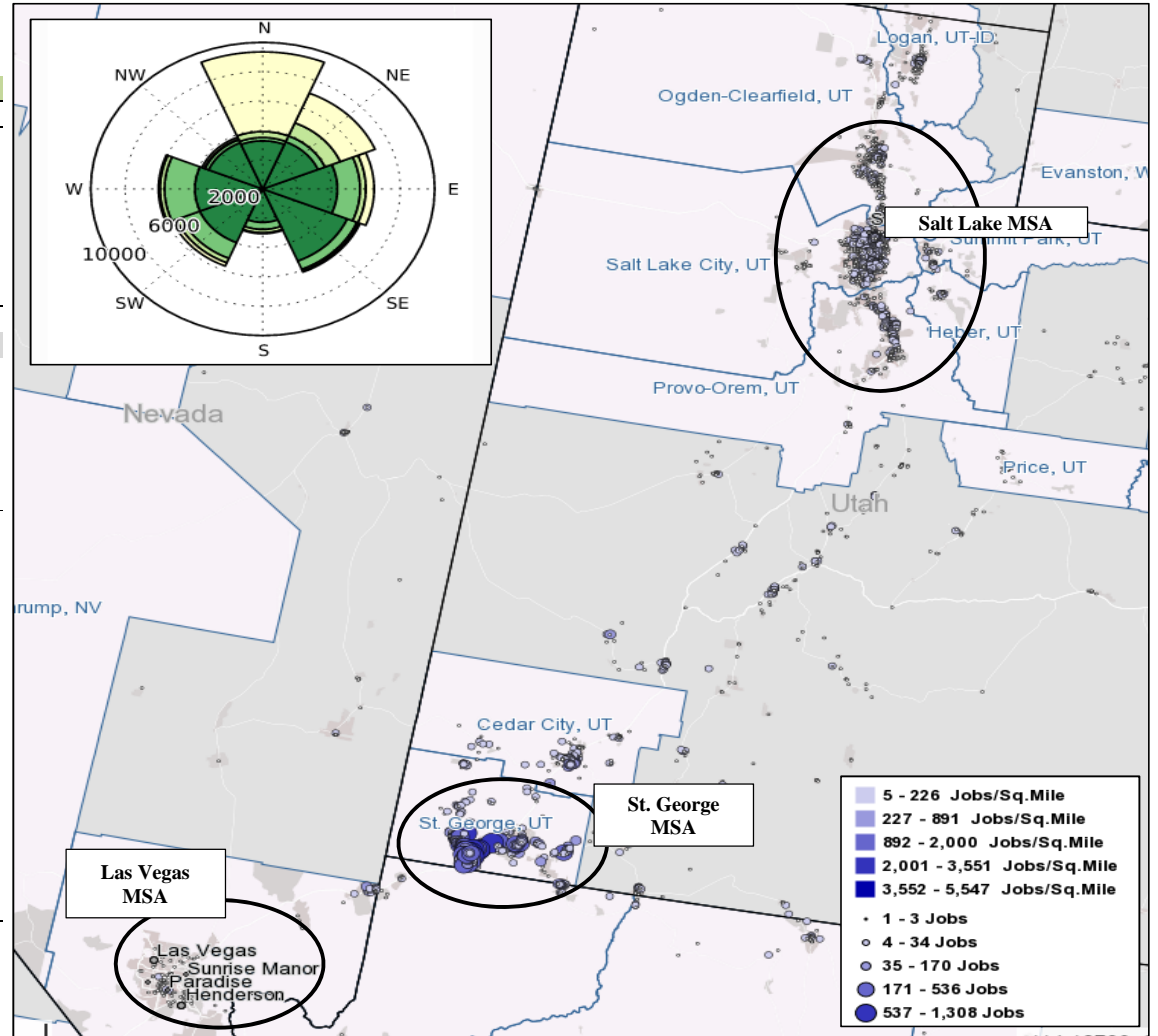 N
NW
NE
W
E
2000
6000
10000
SW
SE
S
Logan, UT-ID
Ogden-Clearfield, UT
Evanston, W
Salt Lake MSA
S
Summit Park, UT
Salt Lake City, UT
Heber, UT
Provo-Orem, UT
Nevada
Price, UT
Utah
rump, NV
Cedar City, UT
St. George
MSA
St. George, UT
Las Vegas
MSA
Las Vegas
Sunrise Manor
Paradise
Henderson
5 - 226 Jobs/Sq.Mile
227 - 891 Jobs/Sq.Mile
892 - 2,000 Jobs/Sq.Mile
2,001 - 3,551 Jobs/Sq.Mile
3,552 - 5,547 Jobs/Sq.Mile
1 - 3 Jobs
4 - 34 Jobs
35 - 170 Jobs
171 - 536 Jobs
537 - 1,308 Jobs